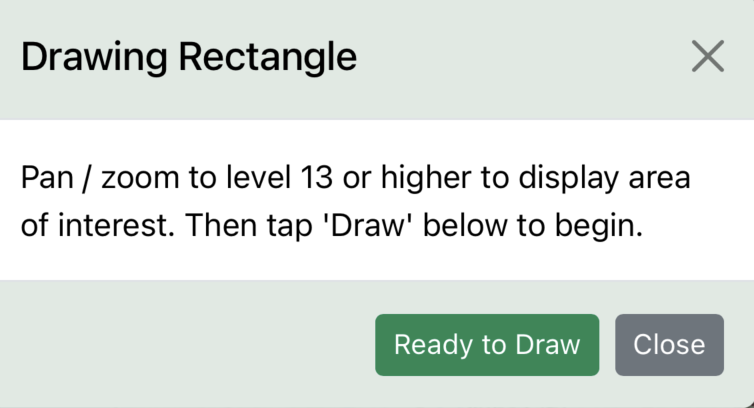 Drawing Rectangle
Pan / zoom to level 13 or higher to display area
of interest. Then tap 'Draw' below to begin.
Ready to Draw
Close